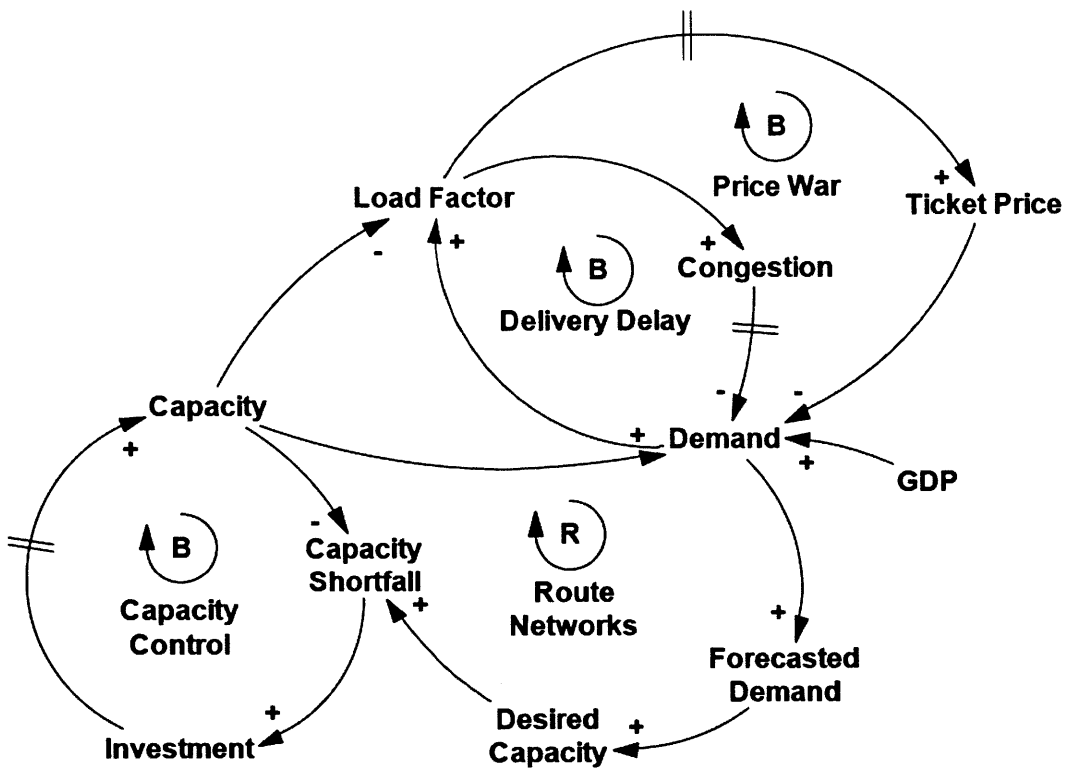 B
+
Price War
Load Factor
Ticket Price
-
+
+
B
Congestion
Delivery Delay
-
-
Capacity
+
+
Demand
+
GDP
-
B
Capacity
Shortfall
R
+
Capacity
Control
Route
Networks
+
Forecasted
Demand
+
Desired
Capacity
+
Investment